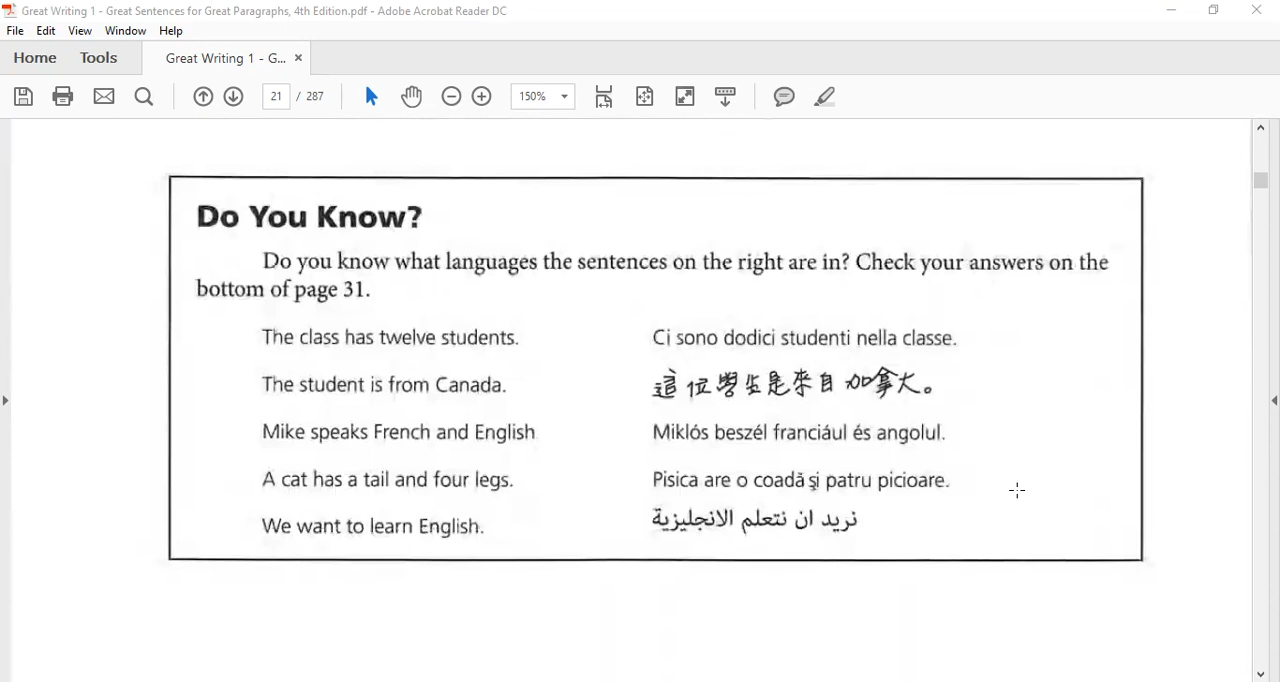 Great Writing 1 - Great Sentences for Great Paragraphs, 4th Edition.pdf - Adobe Acrobat Reader DC
File Edit View Window Help
Home Tools Great Writing 1 - G... ×
21 / 287 150%
Do You Know?
Do you know what languages the sentences on the right are in? Check your answers on the
bottom of page 31.
The class has twelve students. Ci sono dodici studenti nella classe.
The student is from Canada. 這位學生是來自加拿大。
Mike speaks French and English Miklós beszél franciául és angolul.
A cat has a tail and four legs. Pisica are o coadă şi patru picioare.
We want to learn English. نريد ان نتعلم الانجليزية